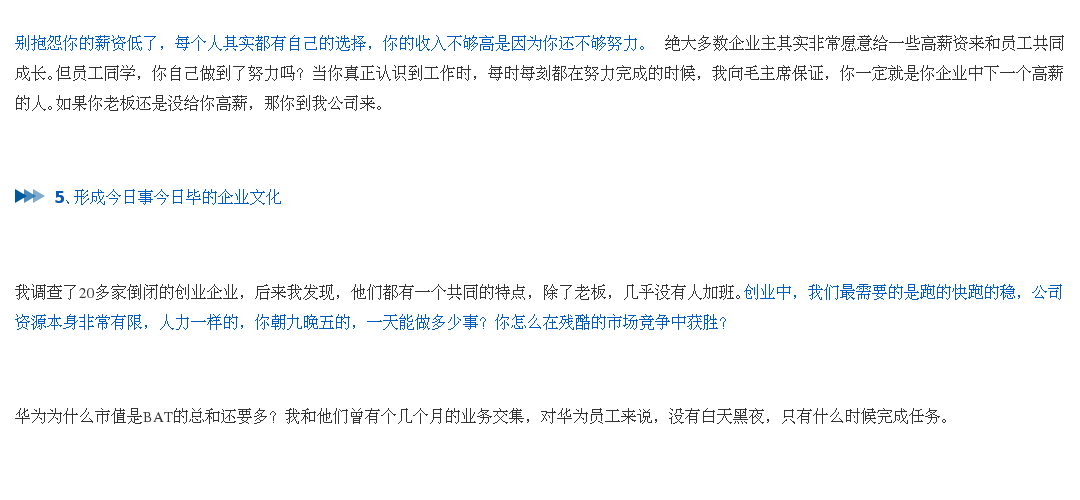 别抱怨你的薪资低了，每个人其实都有自己的选择，你的收入不够高是因为你还不够努力。 绝大多数企业主其实非常愿意给一些高薪资来和员工共同
成长。但员工同学，你自己做到了努力吗？当你真正认识到工作时，每时每刻都在努力完成的时候，我向毛主席保证，你一定就是你企业中下一个高薪
的人。如果你老板还是没给你高薪，那你到我公司来。
5、形成今日事今日毕的企业文化
我调查了20多家倒闭的创业企业，后来我发现，他们都有一个共同的特点，除了老板，几乎没有人加班。创业中，我们最需要的是跑的快跑的稳，公司
资源本身非常有限，人力一样的，你朝九晚五的，一天能做多少事？你怎么在残酷的市场竞争中获胜？
华为为什么市值是BAT的总和还要多？我和他们曾有个几个月的业务交集，对华为员工来说，没有白天黑夜，只有什么时候完成任务。